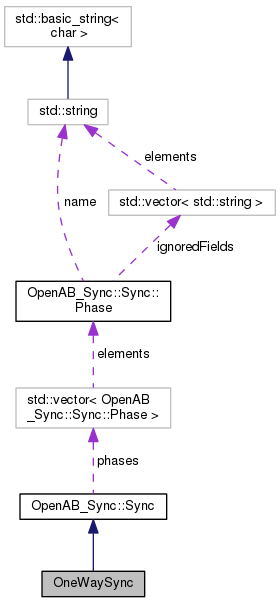 std::basic_string<
char >
std::string
elements
name
std::vector< std::string >
ignoredFields
OpenAB_Sync::Sync::
Phase
elements
std::vector< OpenAB
_Sync::Sync::Phase >
phases
OpenAB_Sync::Sync
OneWaySync